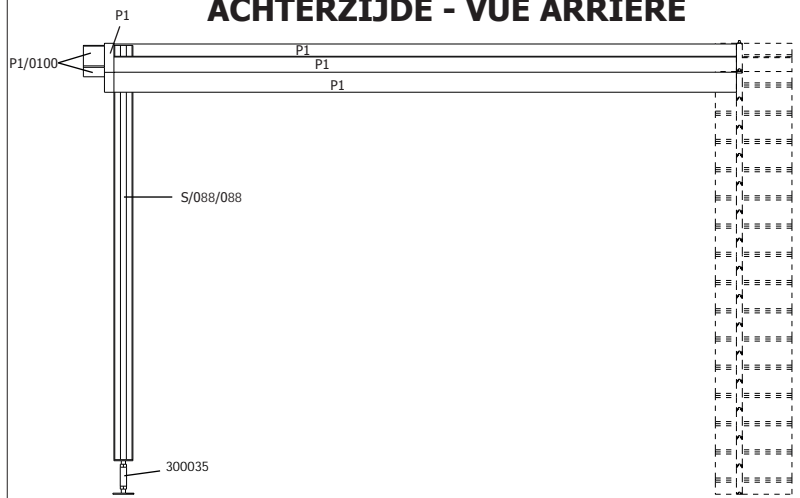 ACHTERZIJDE - VUE ARRIERE
P1
P1
P1/0100
P1
P1
S/088/088
300035